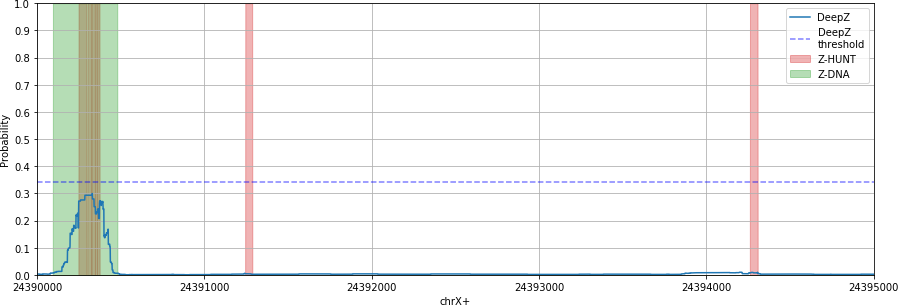 1.0
0.9
0.8
0.7
0.6
0.5
0.4
0.3
0.2
0.1
0.0
Probability
DeepZ
DeepZ
threshold
Z-HUNT
Z-DNA
24390000 24391000 24392000 24393000 24394000 24395000
chrX+